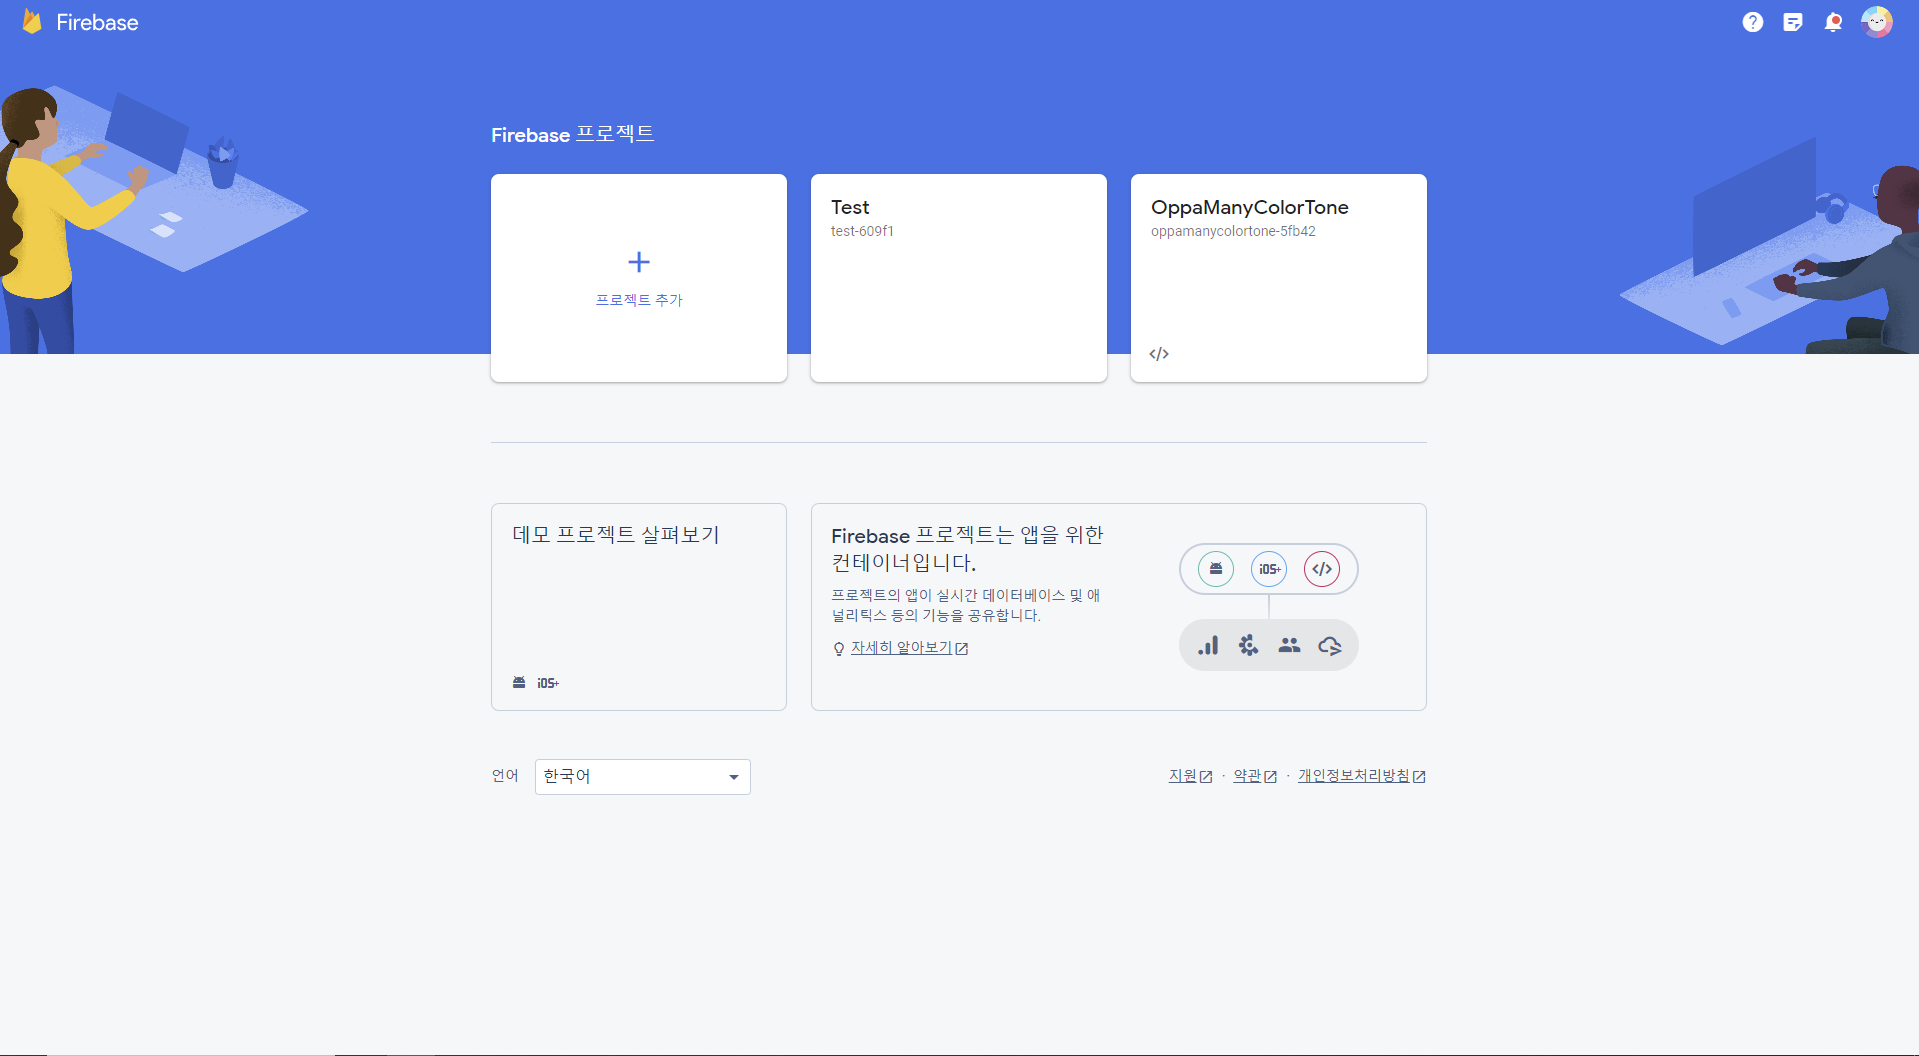 Firebase
Firebase 프로젝트
프로젝트 추가
Test
test-609f1
OppaManyColorTone
oppamanycolortone-5fb42
데모 프로젝트 살펴보기
iOS+
Firebase 프로젝트는 앱을 위한
컨테이너입니다.
프로젝트의 앱이 실시간 데이터베이스 및 애
널리틱스 등의 기능을 공유합니다.
자세히 알아보기
iOS+
언어
한국어
지원 · 약관 · 개인정보처리방침